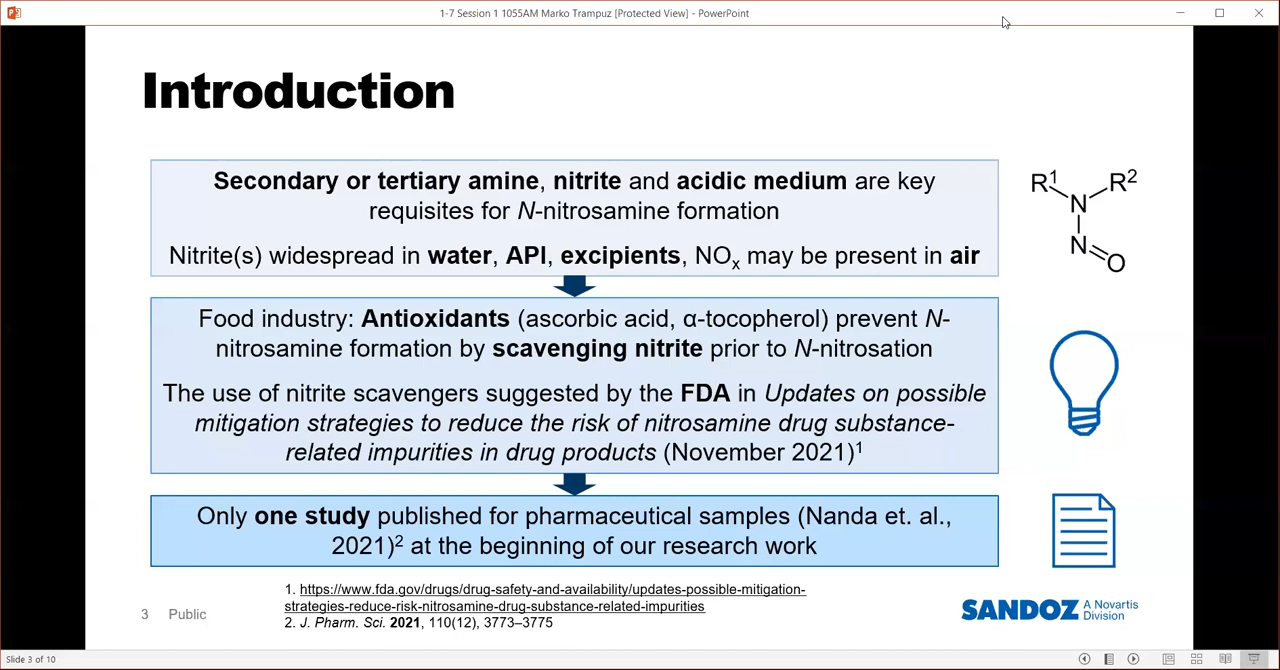 1-7 Session 1 1055AM Marko Trampuz [Protected View] - PowerPoint
Introduction
Secondary or tertiary amine, nitrite and acidic medium are key
requisites for N-nitrosamine formation
Nitrite(s) widespread in water, API, excipients, NOx may be present in air
R1 R2
N
N
O
Food industry: Antioxidants (ascorbic acid, α-tocopherol) prevent N-
nitrosamine formation by scavenging nitrite prior to N-nitrosation
The use of nitrite scavengers suggested by the FDA in Updates on possible
mitigation strategies to reduce the risk of nitrosamine drug substance-
related impurities in drug products (November 2021)1
Only one study published for pharmaceutical samples (Nanda et. al.,
2021)2 at the beginning of our research work
1. https://www.fda.gov/drugs/drug-safety-and-availability/updates-possible-mitigation-
strategies-reduce-risk-nitrosamine-drug-substance-related-impurities
2. J. Pharm. Sci. 2021, 110(12), 3773–3775
3 Public
SANDOZ A Novartis
Division
Slide 3 of 10